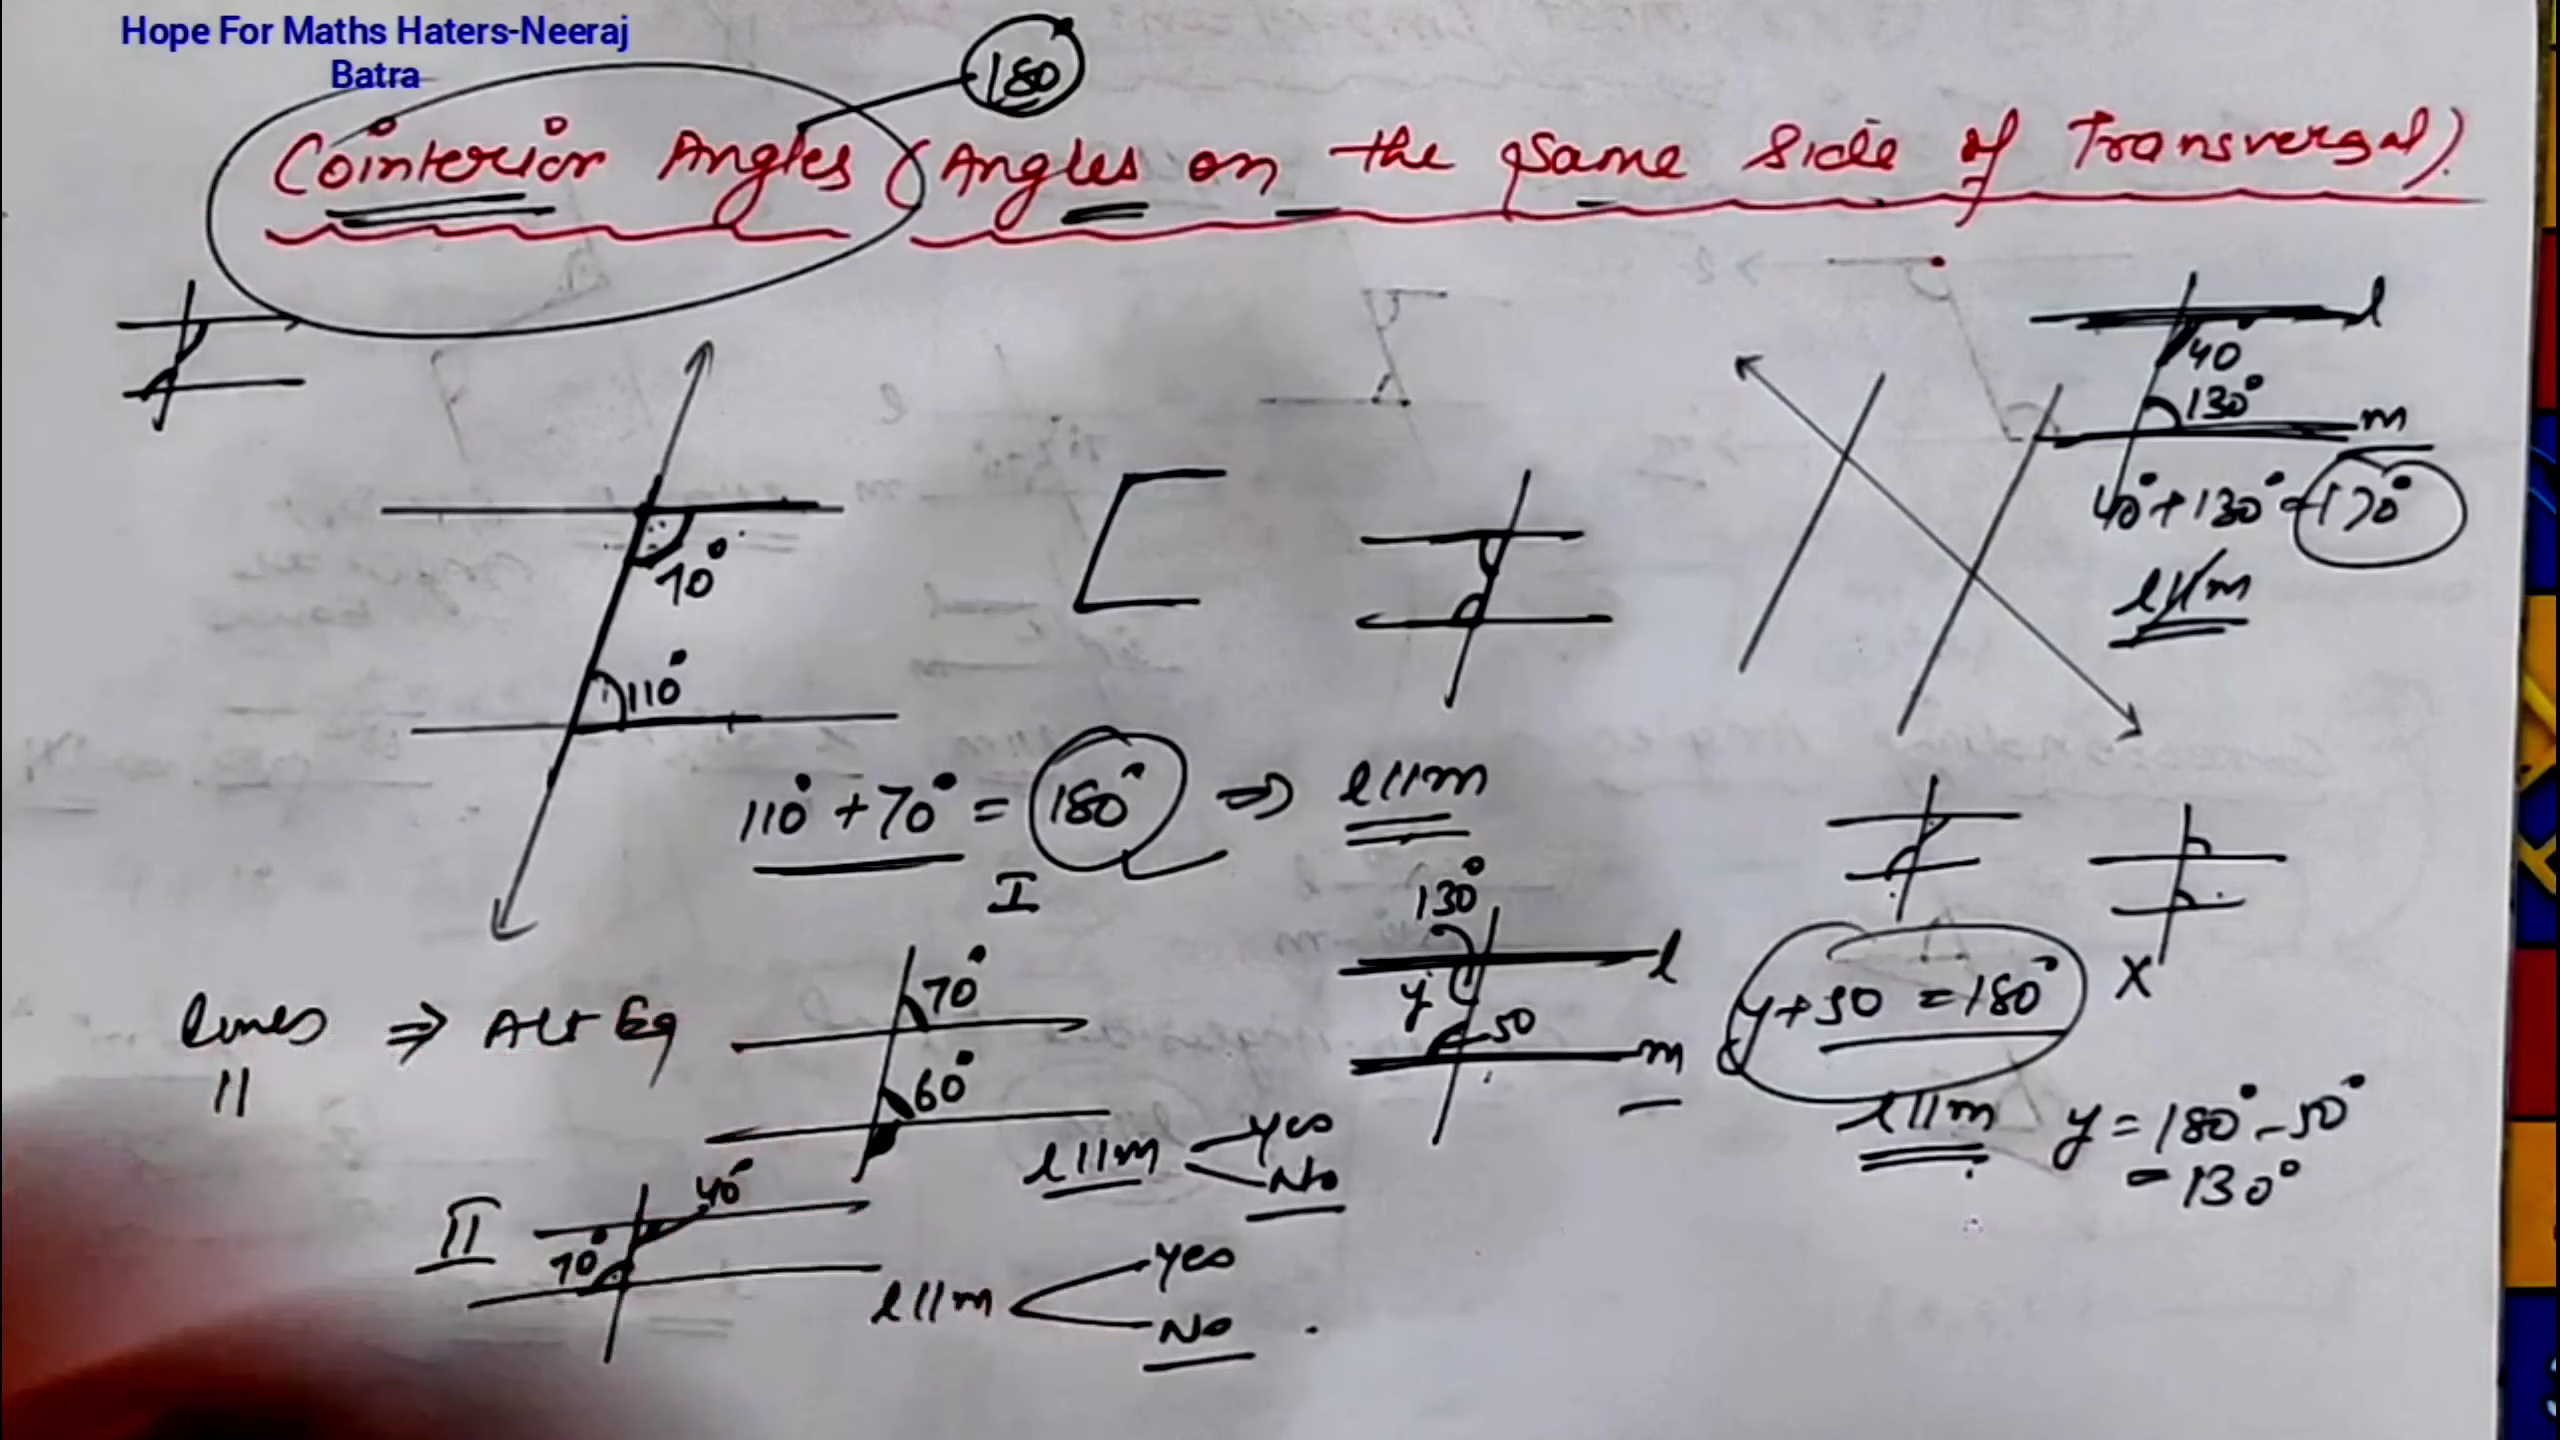 Hope For Maths Haters-Neeraj
Batra
180
Cointerior Angles (Angles on the same side of Transversal).
l
40°
130°
m
40° + 130° = 170°
l ∦ m
70°
110°
110° + 70° = 180° ⇒ l || m
I
130°
l
y
50
m
y + 50 = 180°
X
l || m
y = 180° - 50°
= 130°
lines ⇒ Alt Eq
||
70°
60°
l || m
Yes
No
II
40°
70°
l || m
Yes
No